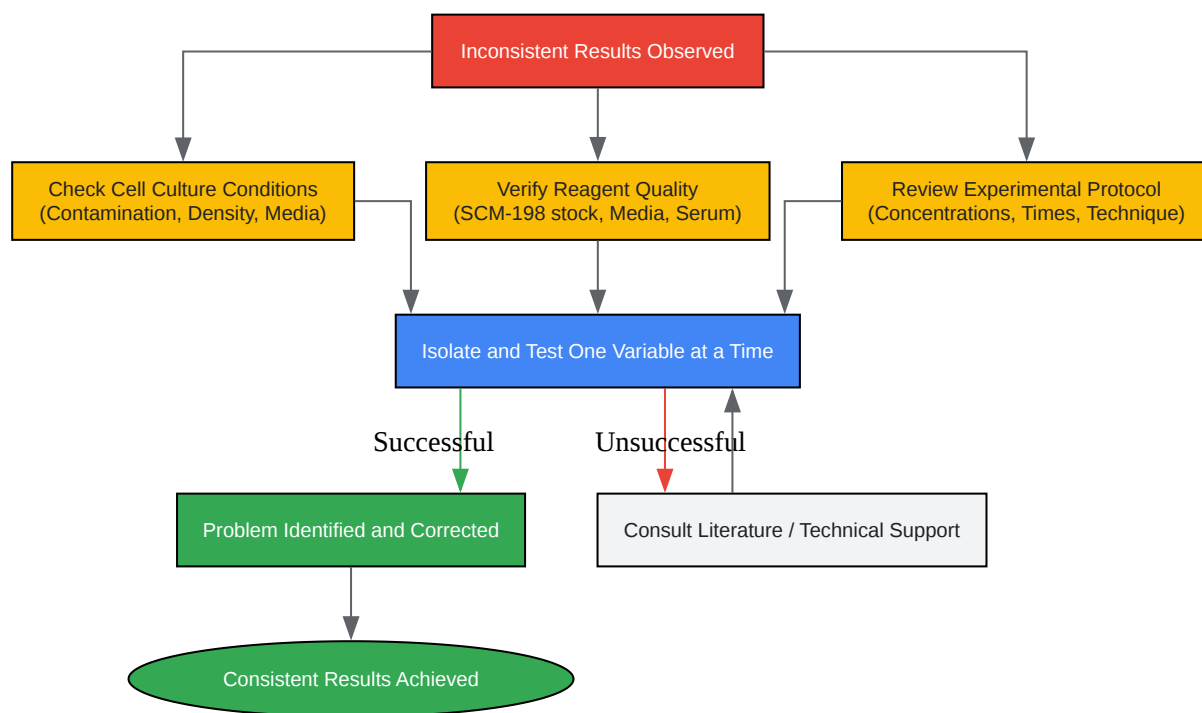 Inconsistent Results Observed
Check Cell Culture Conditions
(Contamination, Density, Media)
Verify Reagent Quality
(SCM-198 stock, Media, Serum)
Review Experimental Protocol
(Concentrations, Times, Technique)
Isolate and Test One Variable at a Time
Successful
Unsuccessful
Problem Identified and Corrected
Consult Literature / Technical Support
Consistent Results Achieved